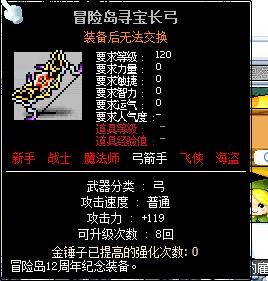 冒险岛寻宝长弓
装备后无法交换
要求等级： 120
要求力量： 0
要求敏捷： 0
要求智力： 0
要求运气： 0
要求人气度：-
道具等级： -
道具经验值： -
新手 战士 魔法师 弓箭手 飞侠 海盗
武器分类 : 弓
攻击速度 : 普通
攻击力 : +119
可升级次数 : 8回
金锤子已提高的强化次数: 0
冒险岛12周年纪念装备。